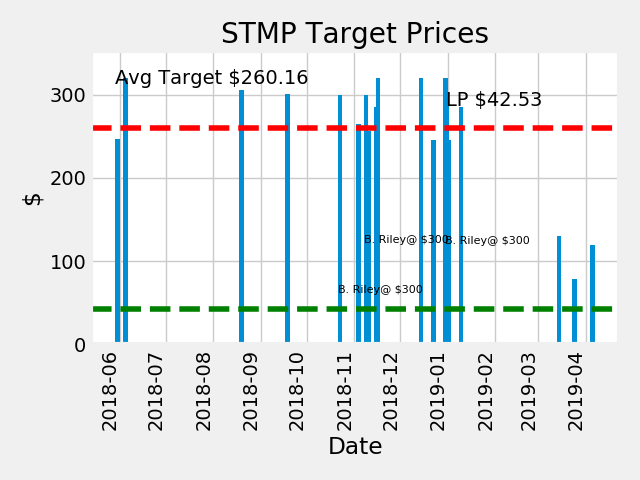 STMP Target Prices
Avg Target $260.16
LP $42.53
B. Riley@ $300
B. Riley@ $300
B. Riley@ $300
$
300
200
100
0
2018-06
2018-07
2018-08
2018-09
2018-10
2018-11
2018-12
2019-01
2019-02
2019-03
2019-04
Date